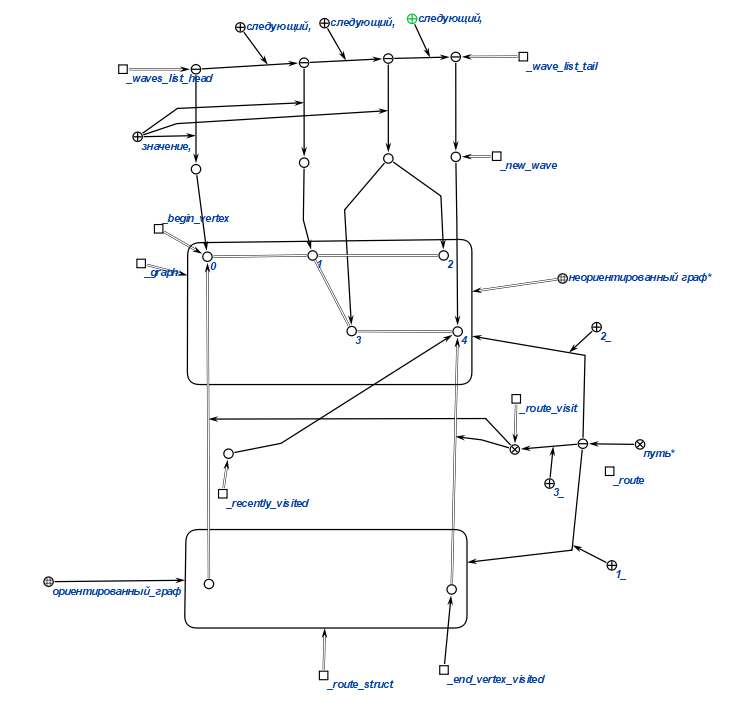 следующий,
следующий,
следующий,
_waves_list_head
_wave_list_tail
значение,
_new_wave
_begin_vertex
_graph
0
1
2
неориентированный граф*
3
4
2_
_route_visit
путь*
_route
3_
_recently_visited
1_
ориентированный_граф
_end_vertex_visited
_route_struct